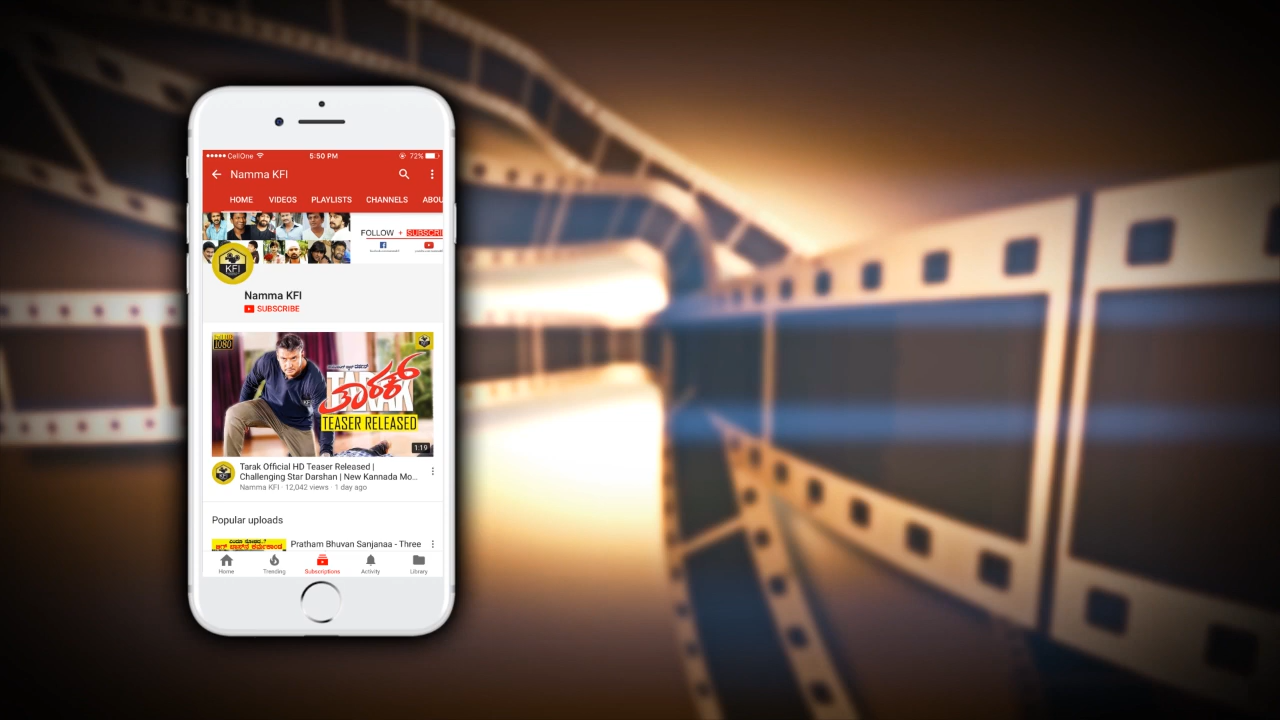 CellOne 5:50 PM 72%
Namma KFI
HOME VIDEOS PLAYLISTS CHANNELS ABOU
FOLLOW + SUBSCRI
KFI
Namma KFI
SUBSCRIBE
1080
TARAK
ತಾರಕ್
TEASER RELEASED
1:19
Tarak Official HD Teaser Released |
Challenging Star Darshan | New Kannada Mo...
Namma KFI · 12,042 views · 1 day ago
Popular uploads
Pratham Bhuvan Sanjanaa - Three
Home Trending Subscriptions Activity Library